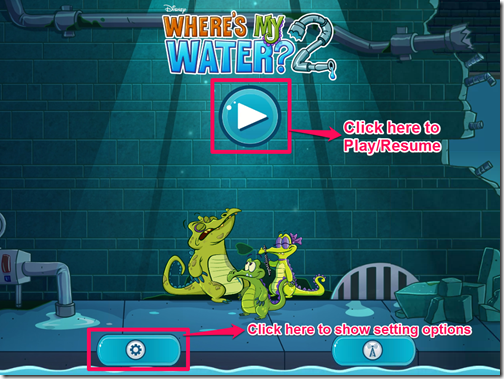 Disney
WHERE'S MY
WATER? 2
Click here to
Play/Resume
Click here to show setting options